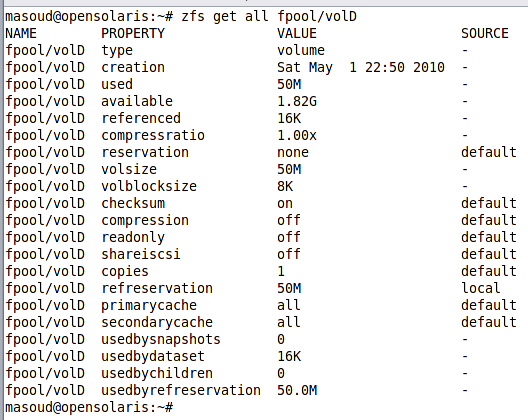 masoud@opensolaris:~# zfs get all fpool/volD
NAME PROPERTY VALUE SOURCE
fpool/volD type volume -
fpool/volD creation Sat May 1 22:50 2010 -
fpool/volD used 50M -
fpool/volD available 1.82G -
fpool/volD referenced 16K -
fpool/volD compressratio 1.00x -
fpool/volD reservation none default
fpool/volD volsize 50M -
fpool/volD volblocksize 8K -
fpool/volD checksum on default
fpool/volD compression off default
fpool/volD readonly off default
fpool/volD shareiscsi off default
fpool/volD copies 1 default
fpool/volD refreservation 50M local
fpool/volD primarycache all default
fpool/volD secondarycache all default
fpool/volD usedbysnapshots 0 -
fpool/volD usedbydataset 16K -
fpool/volD usedbychildren 0 -
fpool/volD usedbyrefreservation 50.0M -
masoud@opensolaris:~#